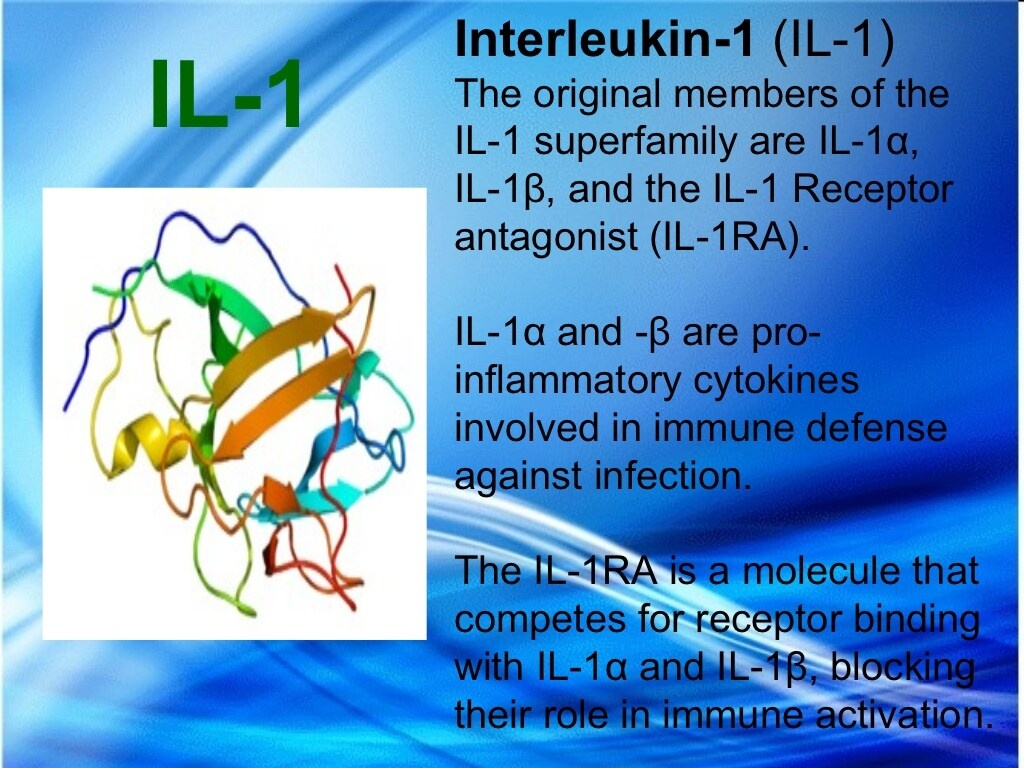 IL-1
Interleukin-1 (IL-1)
The original members of the
IL-1 superfamily are IL-1α,
IL-1β, and the IL-1 Receptor
antagonist (IL-1RA).
IL-1α and -β are pro-
inflammatory cytokines
involved in immune defense
against infection.
The IL-1RA is a molecule that
competes for receptor binding
with IL-1α and IL-1β, blocking
their role in immune activation.